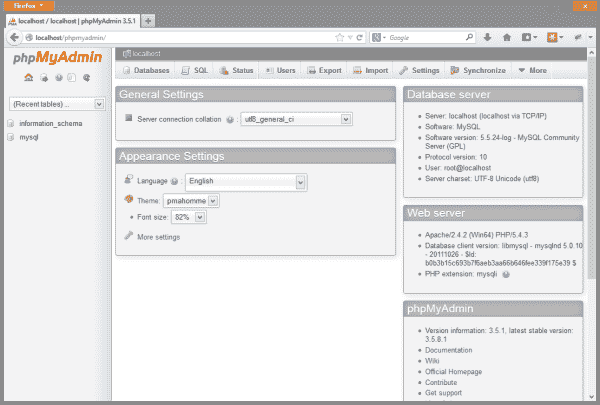 Firefox
localhost / localhost | phpMyAdmin 3.5.1
localhost/phpmyadmin/
Google
phpMyAdmin
(Recent tables) ...
information_schema
mysql
localhost
Databases
SQL
Status
Users
Export
Import
Settings
Synchronize
More
General Settings
Server connection collation
: utf8_general_ci
Appearance Settings
Language
: English
Theme: pmahomme
Font size: 82%
More settings
Database server
Server: localhost (localhost via TCP/IP)
Software: MySQL
Software version: 5.5.24-log - MySQL Community
Server (GPL)
Protocol version: 10
User: root@localhost
Server charset: UTF-8 Unicode (utf8)
Web server
Apache/2.4.2 (Win64) PHP/5.4.3
Database client version: libmysql - mysqlnd 5.0.10
- 20111026 - $Id:
b0b3b15c693b7f6aeb3aa66b646fee339f175e39 $
PHP extension: mysqli
phpMyAdmin
Version information: 3.5.1, latest stable version:
3.5.8.1
Documentation
Wiki
Official Homepage
Contribute
Get support